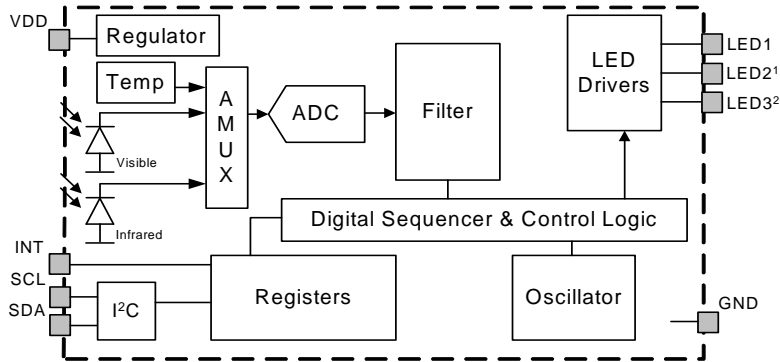 VDD
Regulator
Temp
AMUX
ADC
Filter
LED
Drivers
LED1
LED2¹
LED3²
Visible
Infrared
Digital Sequencer & Control Logic
INT
SCL
SDA
I²C
Registers
Oscillator
GND